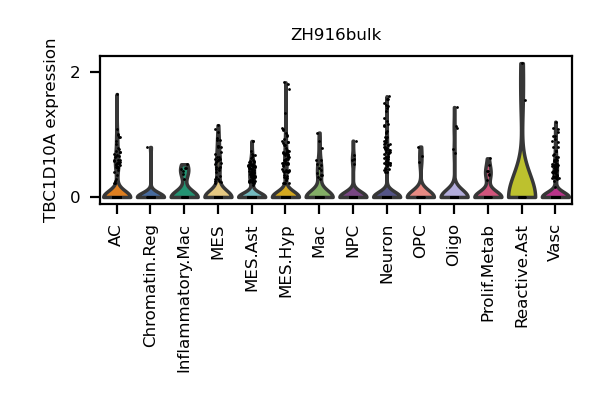 ZH916bulk
TBC1D10A expression
2
0
AC
Chromatin.Reg
Inflammatory.Mac
MES
MES.Ast
MES.Hyp
Mac
NPC
Neuron
OPC
Oligo
Prolif.Metab
Reactive.Ast
Vasc